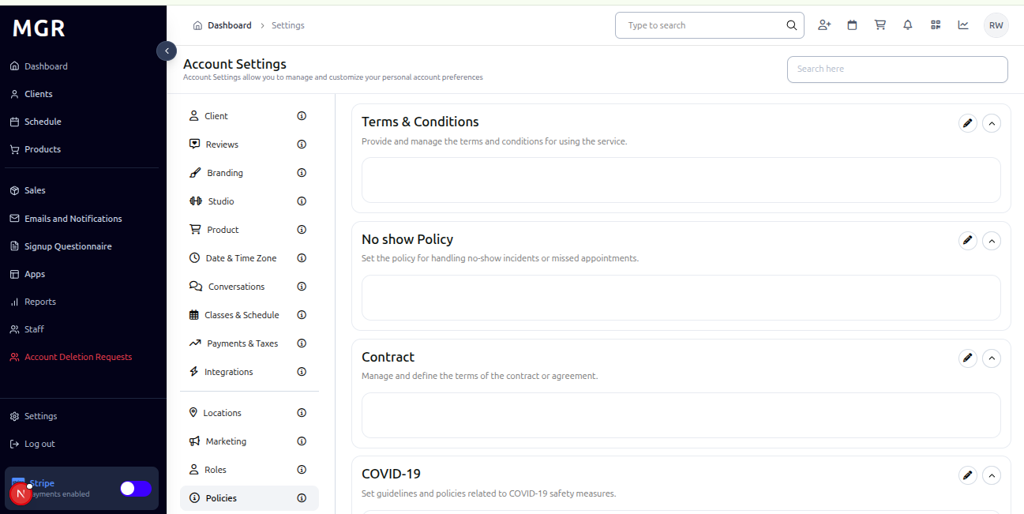 MGR
Dashboard
Clients
Schedule
Products
Sales
Emails and Notifications
Signup Questionnaire
Apps
Reports
Staff
Account Deletion Requests
Settings
Log out
Stripe
ayments enabled
N
Dashboard > Settings
Type to search
RW
Account Settings
Account Settings allow you to manage and customize your personal account preferences
Search here
Client
Reviews
Branding
Studio
Product
Date & Time Zone
Conversations
Classes & Schedule
Payments & Taxes
Integrations
Locations
Marketing
Roles
Policies
Terms & Conditions
Provide and manage the terms and conditions for using the service.
No show Policy
Set the policy for handling no-show incidents or missed appointments.
Contract
Manage and define the terms of the contract or agreement.
COVID-19
Set guidelines and policies related to COVID-19 safety measures.